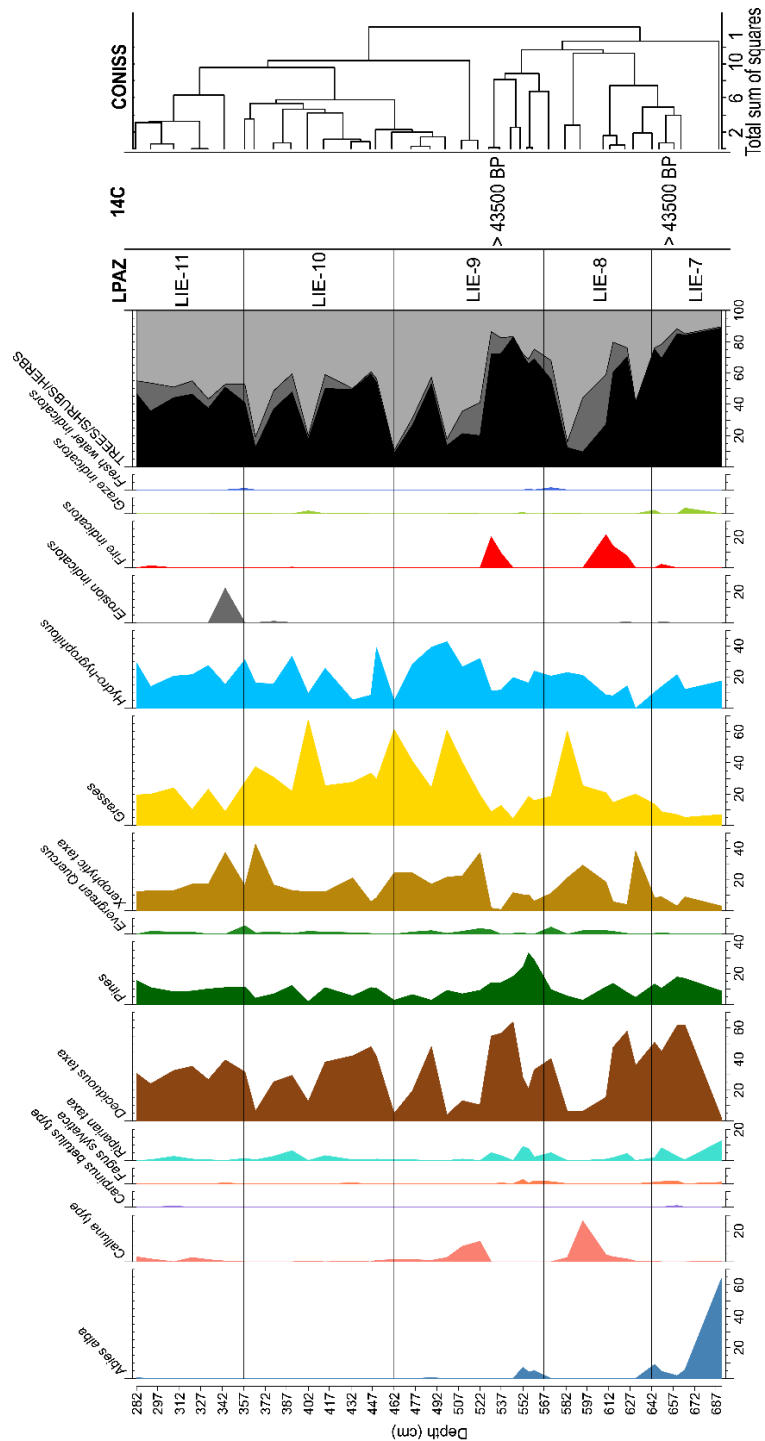 Depth (cm)
282 297 312 327 342 357 372 387 402 417 432 447 462 477 492 507 522 537 552 567 582 597 612 627 642 657 672 687
Abies alba
20 40 60
Calluna type
20
Carpinus betulus type
Fagus sylvatica
Riparian taxa
20
Deciduous taxa
20 40 60
Pines
20 40
Evergreen Quercus
Xerophytic taxa
20 40
Grasses
20 40 60
Hydro-hygrophilous
20 40
Erosion indicators
20
Fire indicators
20
Graze indicators
Fresh water indicators
TREES/SHRUBS/HERBS
20 40 60 80 100
LPAZ
LIE-11
LIE-10
LIE-9
LIE-8
LIE-7
14C
> 43500 BP
> 43500 BP
CONISS
2 6 10 1
Total sum of squares